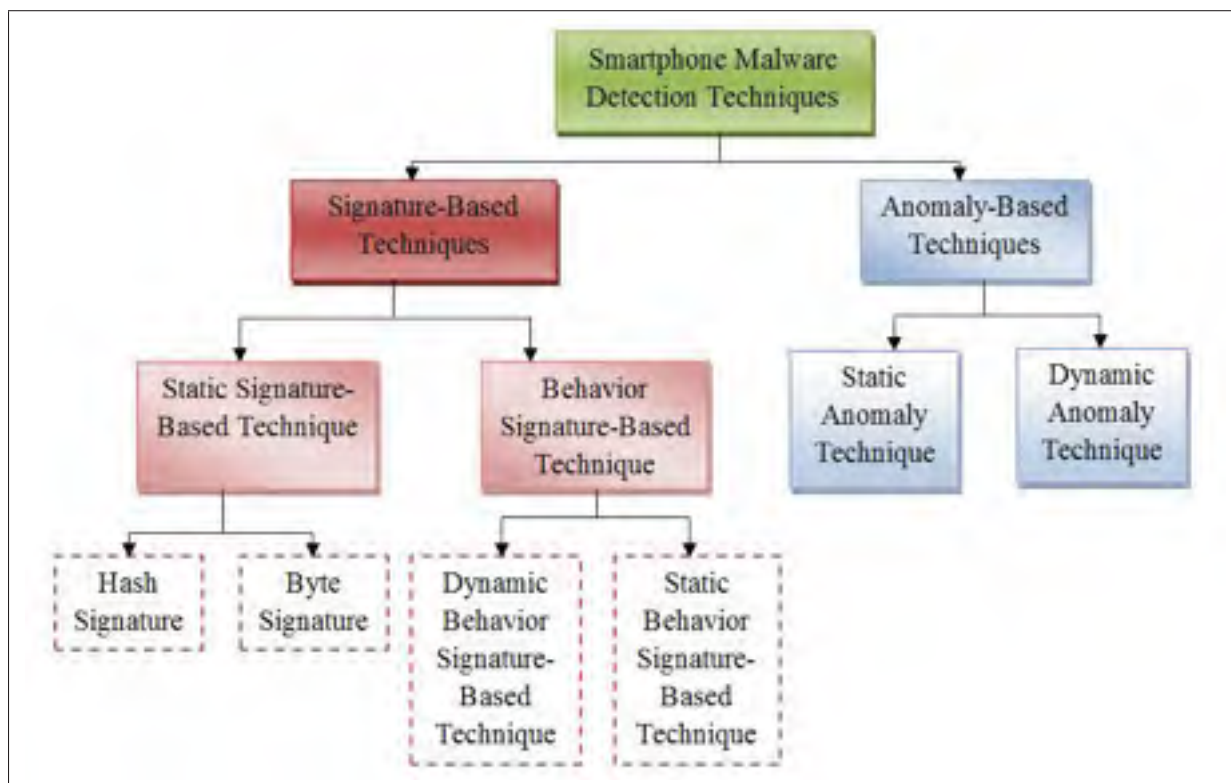 Smartphone Malware
Detection Techniques
Signature-Based
Techniques
Anomaly-Based
Techniques
Static Signature-
Based Technique
Behavior
Signature-Based
Technique
Static
Anomaly
Technique
Dynamic
Anomaly
Technique
Hash
Signature
Byte
Signature
Dynamic
Behavior
Signature-
Based
Technique
Static
Behavior
Signature-
Based
Technique